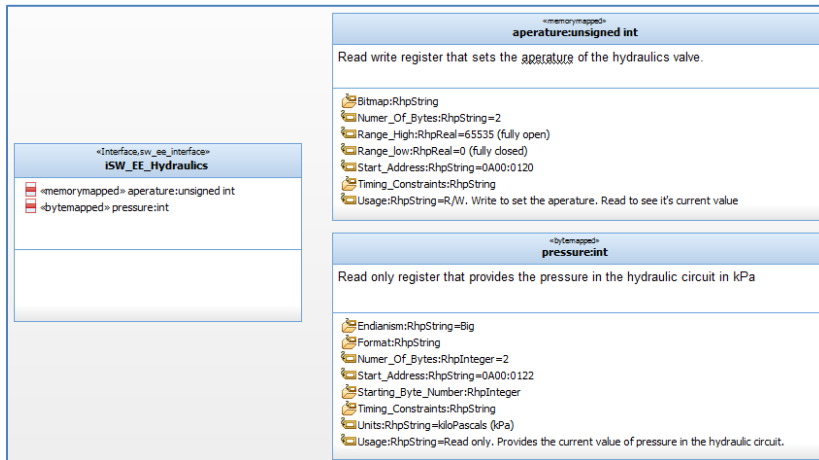 «Interface,sw_ee_interface»
iSW_EE_Hydraulics
«memorymapped» aperature:unsigned int
«bytemapped» pressure:int
«memorymapped»
aperature:unsigned int
Read write register that sets the aperature of the hydraulics valve.
Bitmap:RhpString
Numer_Of_Bytes:RhpString=2
Range_High:RhpReal=65535 (fully open)
Range_low:RhpReal=0 (fully closed)
Start_Address:RhpString=0A00:0120
Timing_Constraints:RhpString
Usage:RhpString=R/W. Write to set the aperature. Read to see it's current value
«bytemapped»
pressure:int
Read only register that provides the pressure in the hydraulic circuit in kPa
Endianism:RhpString=Big
Format:RhpString
Numer_Of_Bytes:RhpInteger=2
Start_Address:RhpString=0A00:0122
Starting_Byte_Number:RhpInteger
Timing_Constraints:RhpString
Units:RhpString=kiloPascals (kPa)
Usage:RhpString=Read only. Provides the current value of pressure in the hydraulic circuit.